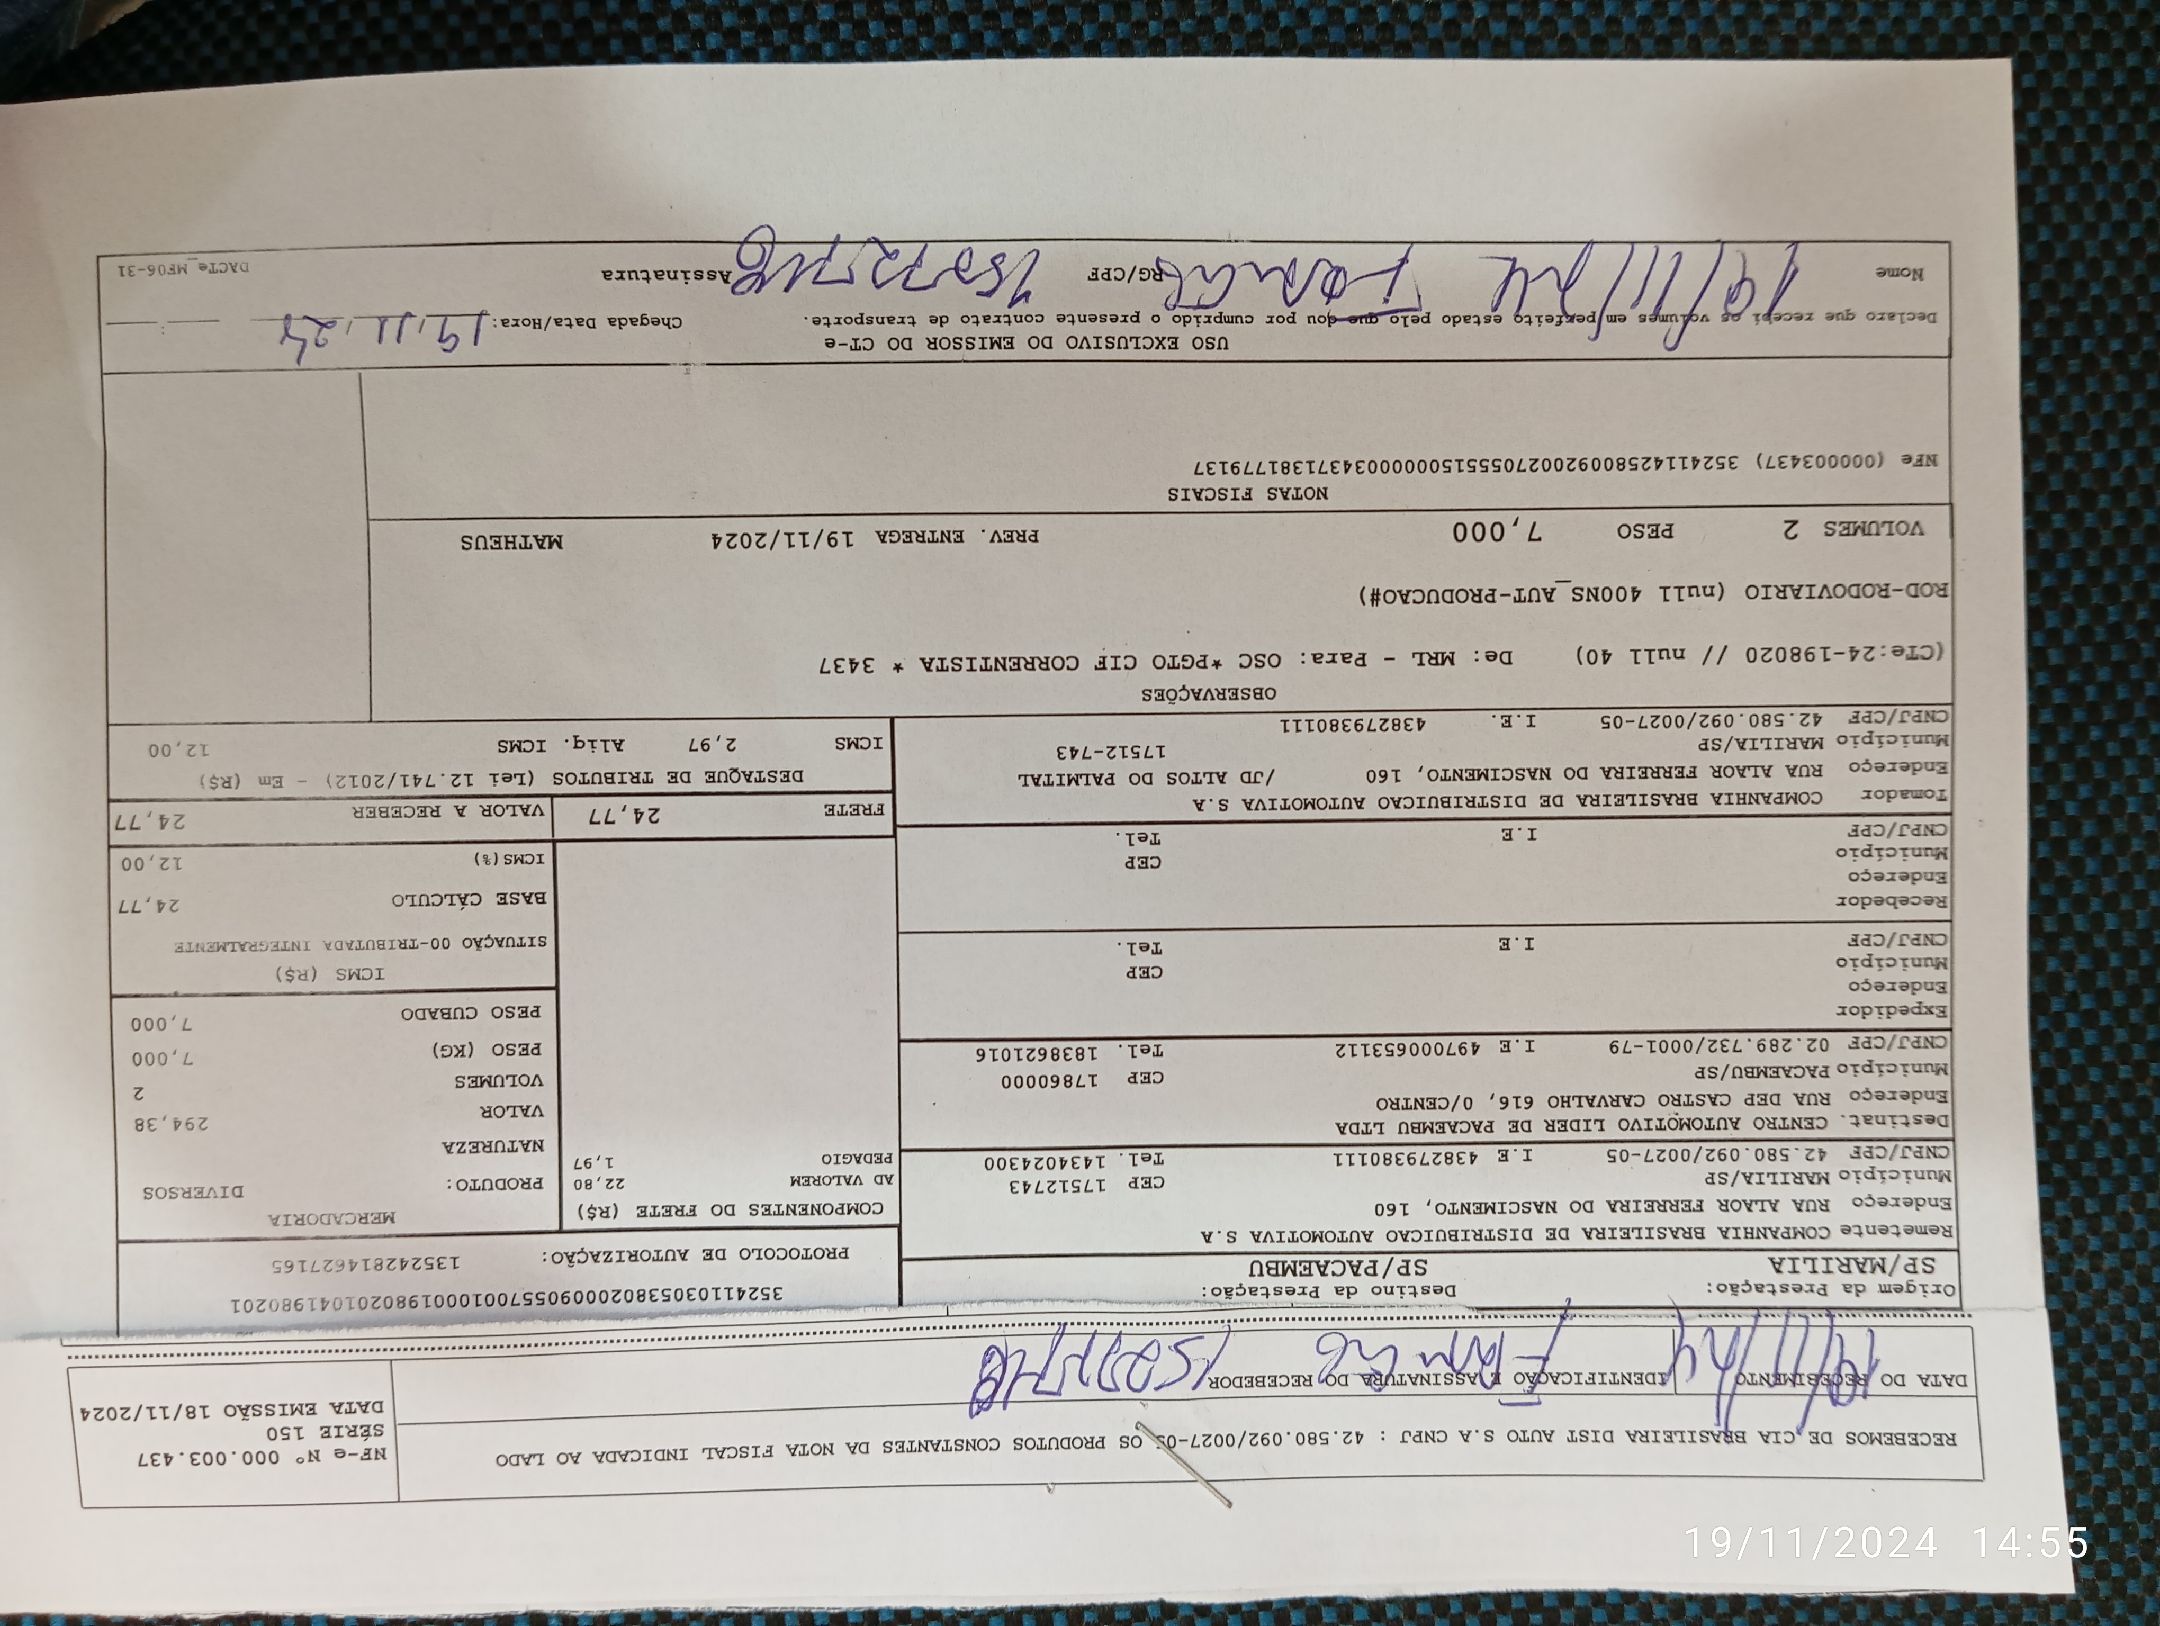 RECEBEMOS DE CIA BRASILEIRA DIST AUTO S.A CNPJ : 42.580.092/0027-05 OS PRODUTOS CONSTANTES DA NOTA FISCAL INDICADA AO LADO
NF-e Nº 000.003.437
SÉRIE 150
DATA EMISSÃO 18/11/2024
DATA DO RECEBIMENTO
19/11/24
IDENTIFICAÇÃO E ASSINATURA DO RECEBEDOR
Origem da Prestação:
SP/MARILIA
Destino da Prestação:
SP/PACAEMBU
PROTOCOLO DE AUTORIZAÇÃO: 135242814627165
Remetente COMPANHIA BRASILEIRA DE DISTRIBUICAO AUTOMOTIVA S.A
Endereço RUA ALAOR FERREIRA DO NASCIMENTO, 160
Município MARILIA/SP CEP 17512743
CNPJ/CPF 42.580.092/0027-05 I.E 438279380111 Tel. 1434024300
Destinat. CENTRO AUTOMOTIVO LIDER DE PACAEMBU LTDA
Endereço RUA DEP CASTRO CARVALHO 616, 0/CENTRO
Município PACAEMBU/SP CEP 17860000
CNPJ/CPF 02.289.732/0001-79 I.E 497000653112 Tel. 1838621016
Expedidor
Endereço
Município CEP
CNPJ/CPF I.E Tel.
Recebedor
Endereço
Município CEP
CNPJ/CPF I.E Tel.
Tomador COMPANHIA BRASILEIRA DE DISTRIBUICAO AUTOMOTIVA S.A
Endereço RUA ALAOR FERREIRA DO NASCIMENTO, 160 /JD ALTOS DO PALMITAL
Município MARILIA/SP 17512-743
CNPJ/CPF 42.580.092/0027-05 I.E. 438279380111
COMPONENTES DO FRETE (R$)
AD VALOREM 22,80
PEDAGIO 1,97
MERCADORIA
PRODUTO: DIVERSOS
NATUREZA
VALOR 294,38
VOLUMES 2
PESO (KG) 7,000
PESO CUBADO 7,000
ICMS (R$)
SITUAÇÃO 00-TRIBUTADA INTEGRALMENTE
BASE CÁLCULO 24,77
ICMS(%) 12,00
FRETE 24,77
VALOR A RECEBER 24,77
DESTAQUE DE TRIBUTOS (Lei 12.741/2012) - Em (R$)
ICMS 2,97 Aliq. ICMS 12,00
OBSERVAÇÕES
(CTe:24-198020 // null 40) De: MRL - Para: OSC *PGTO CIF CORRENTISTA * 3437
ROD-RODOVIARIO (null 400NS_AUT-PRODUCAO#)
VOLUMES 2 PESO 7,000 PREV. ENTREGA 19/11/2024 MATHEUS
NOTAS FISCAIS
NFe (000003437)
USO EXCLUSIVO DO EMISSOR DO CT-e
Declaro que recebi os volumes em perfeito estado pelo que dou por cumprido o presente contrato de transporte. Chegada Data/Hora: 19,11,24
Nome 19/11/24 RG/CPF Assinatura
DACTe_MF06-31
19/11/2024 14:55